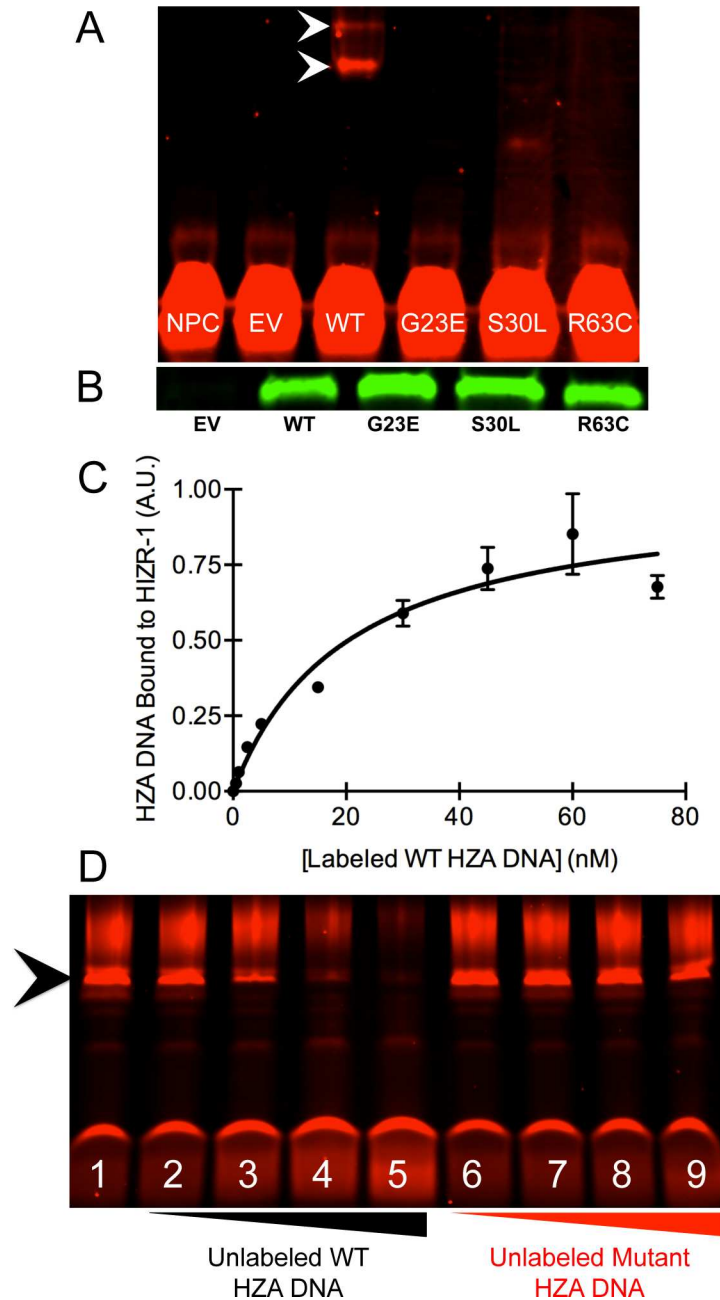 A
NPC EV WT G23E S30L R63C
B
EV WT G23E S30L R63C
C
HZA DNA Bound to HIZR-1 (A.U.)
1.00
0.75
0.50
0.25
0.00
0 20 40 60 80
[Labeled WT HZA DNA] (nM)
D
1 2 3 4 5 6 7 8 9
Unlabeled WT
HZA DNA
Unlabeled Mutant
HZA DNA